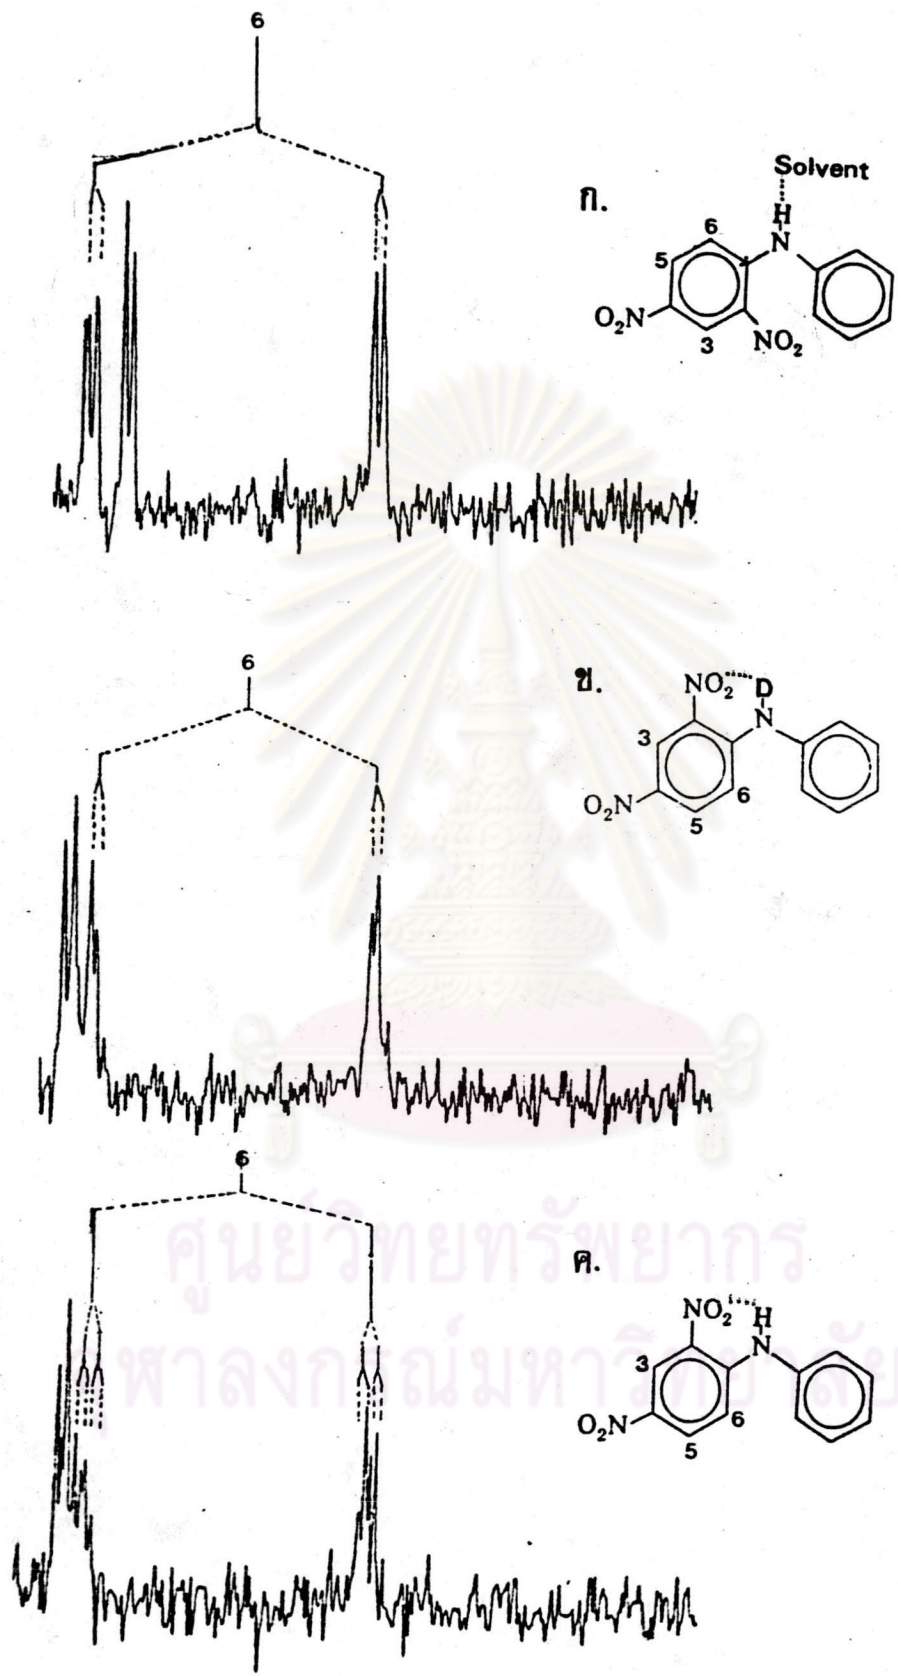 6
ก.
Solvent
H
N
6
5
O₂N
3
NO₂
6
ข.
NO₂
D
N
3
O₂N
6
5
6
ค.
NO₂
H
N
3
O₂N
6
5
ศูนย์วิทยทรัพยากร
จุฬาลงกรณ์มหาวิทยาลัย